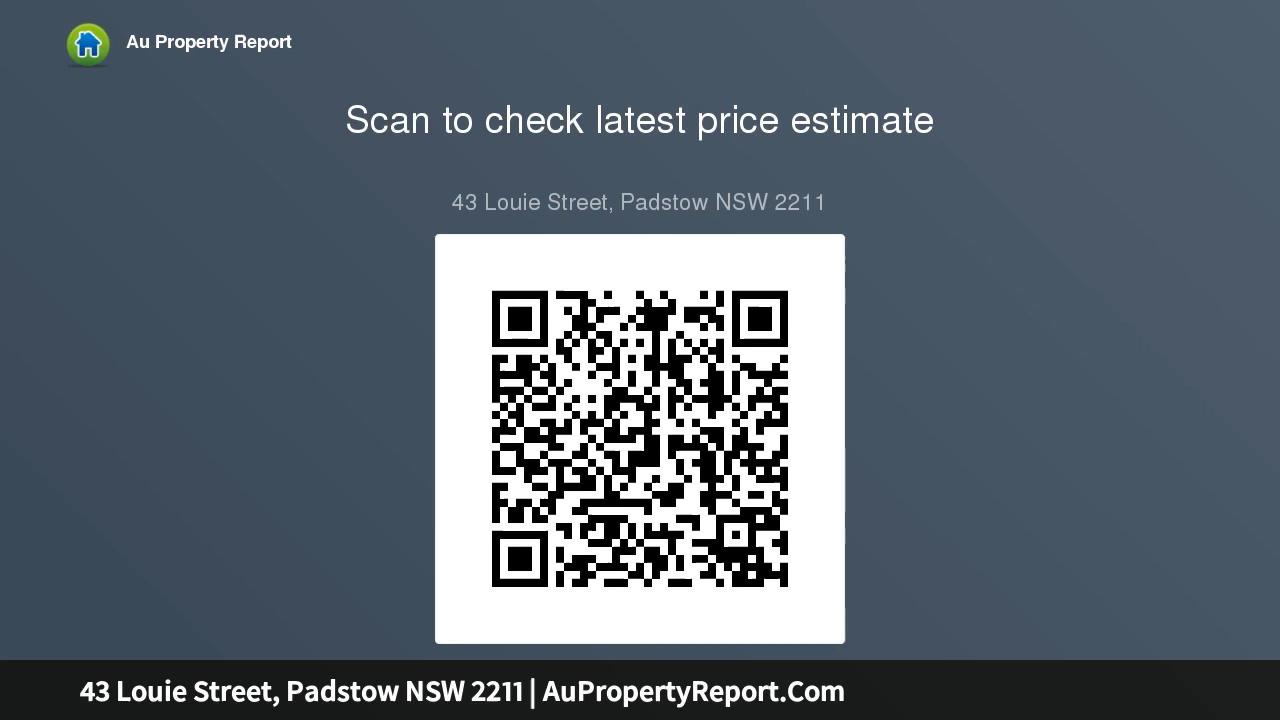 Au Property Report
Scan to check latest price estimate
43 Louie Street, Padstow NSW 2211
43 Louie Street, Padstow NSW 2211 | AuPropertyReport.Com